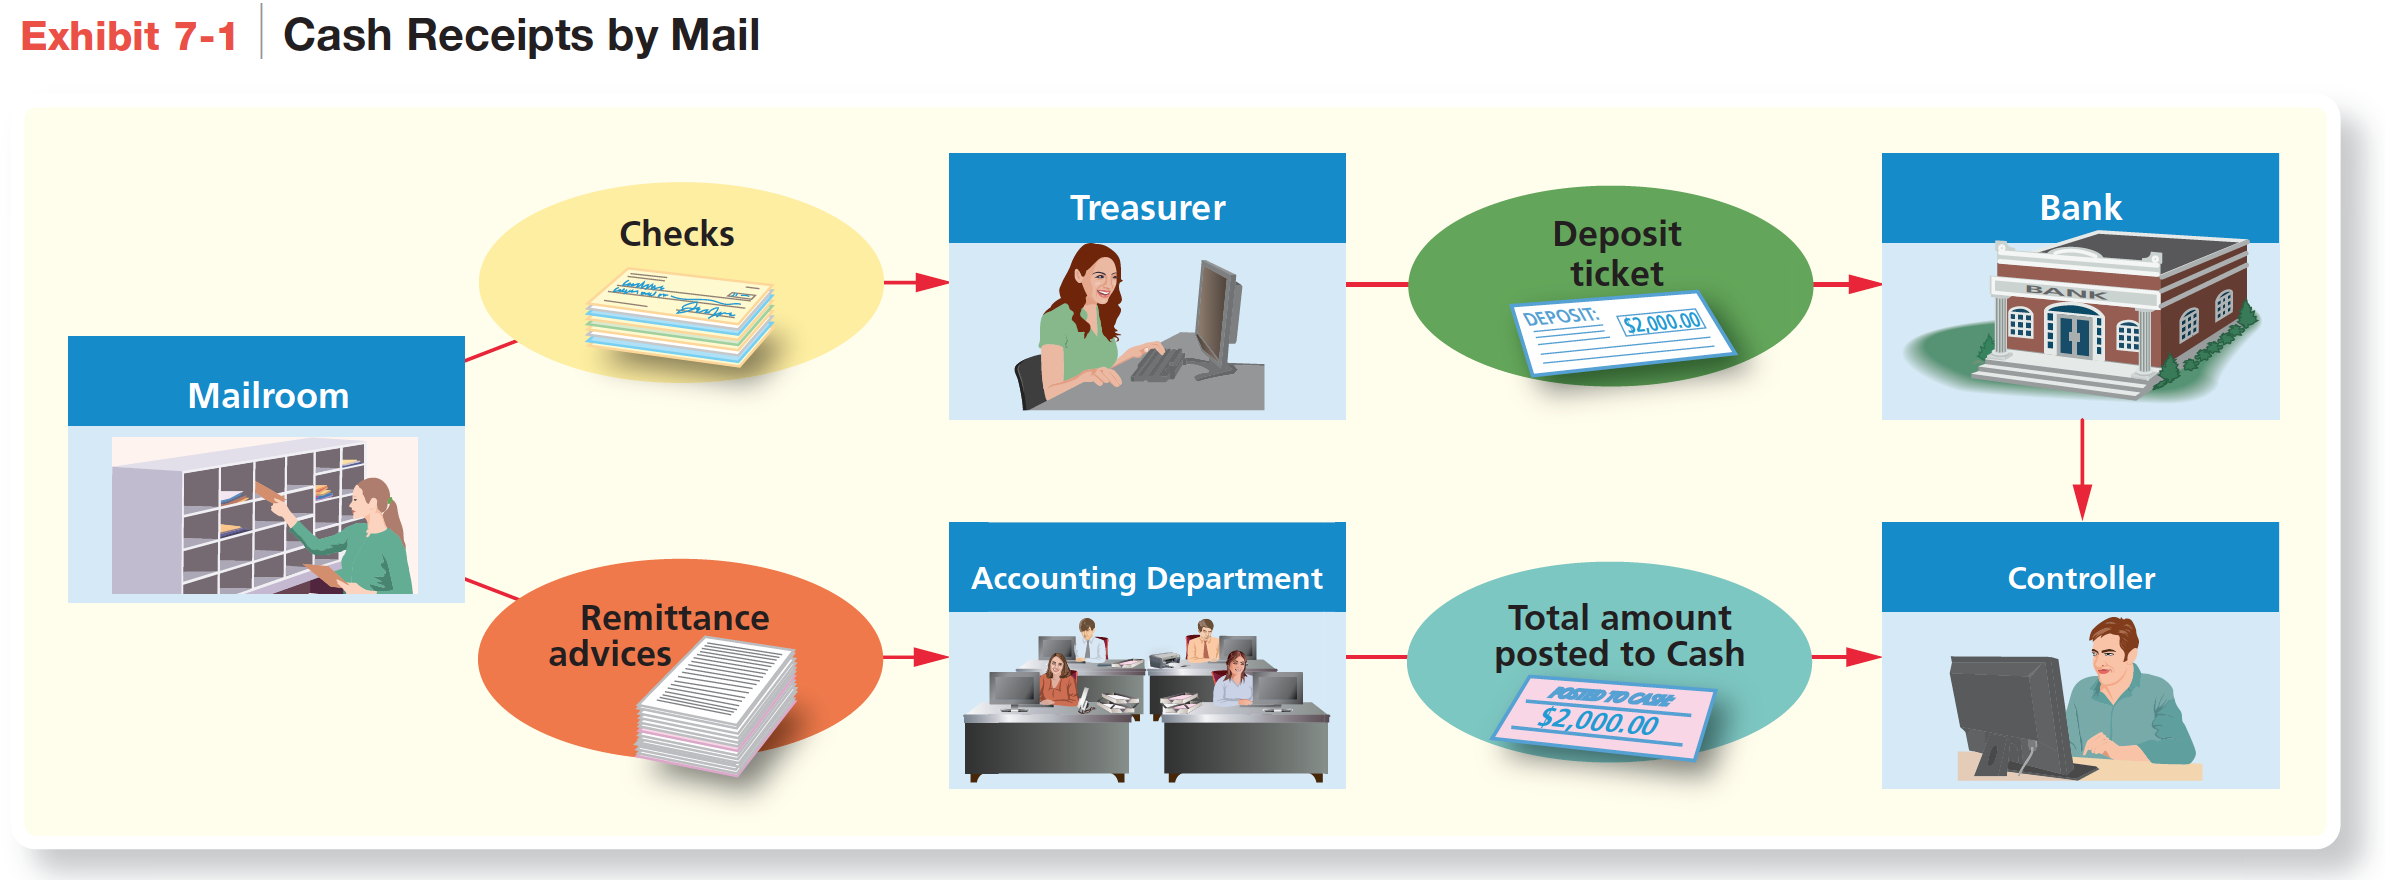 Exhibit 7-1 Cash Receipts by Mail
Checks
Treasurer
Deposit
ticket
DEPOSIT:
$2,000.00
Bank
BANK
Mailroom
Remittance
advices
Accounting Department
Total amount
posted to Cash
POSTED TO CASH:
$2,000.00
Controller